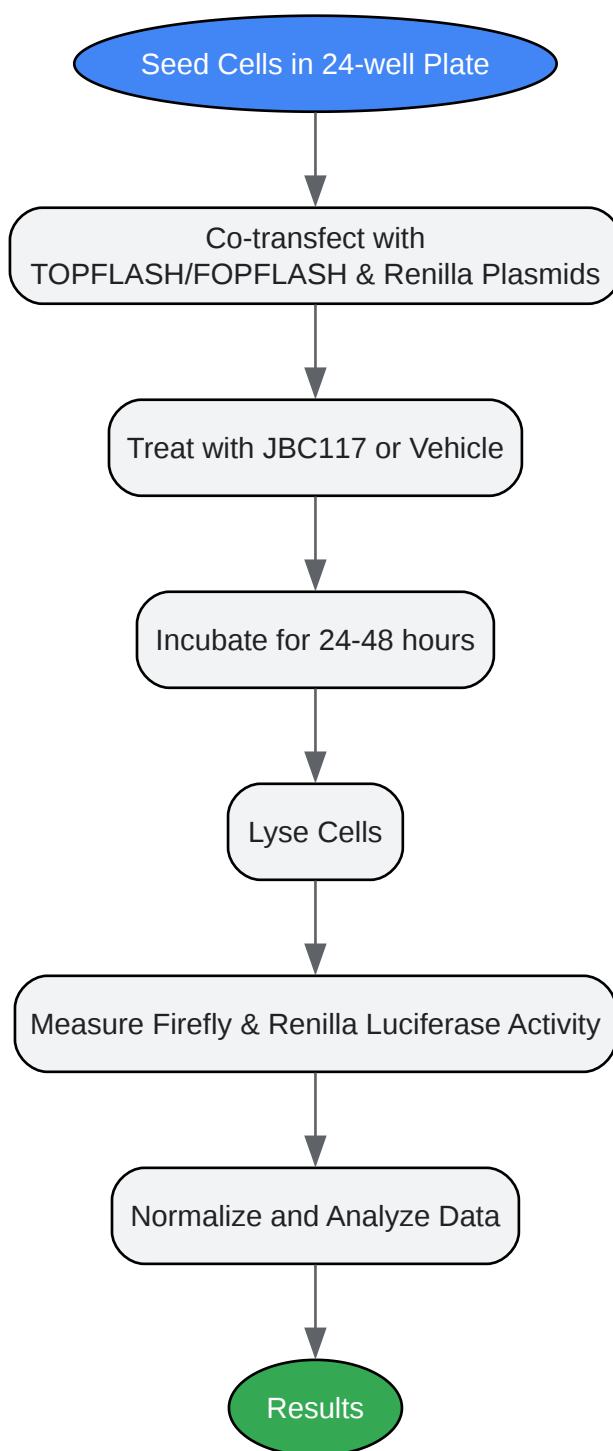 Seed Cells in 24-well Plate
Co-transfect with
TOPFLASH/FOPFLASH & Renilla Plasmids
Treat with JBC117 or Vehicle
Incubate for 24-48 hours
Lyse Cells
Measure Firefly & Renilla Luciferase Activity
Normalize and Analyze Data
Results